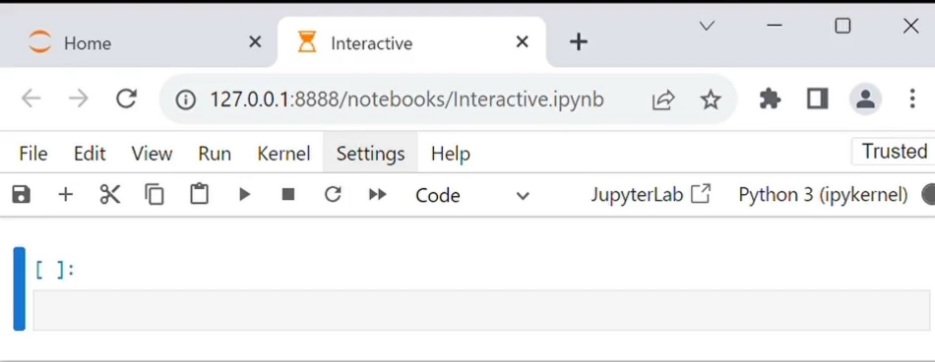 Home Interactive
127.0.0.1:8888/notebooks/Interactive.ipynb
File Edit View Run Kernel Settings Help Trusted
Code JupyterLab Python 3 (ipykernel)
[ ]: